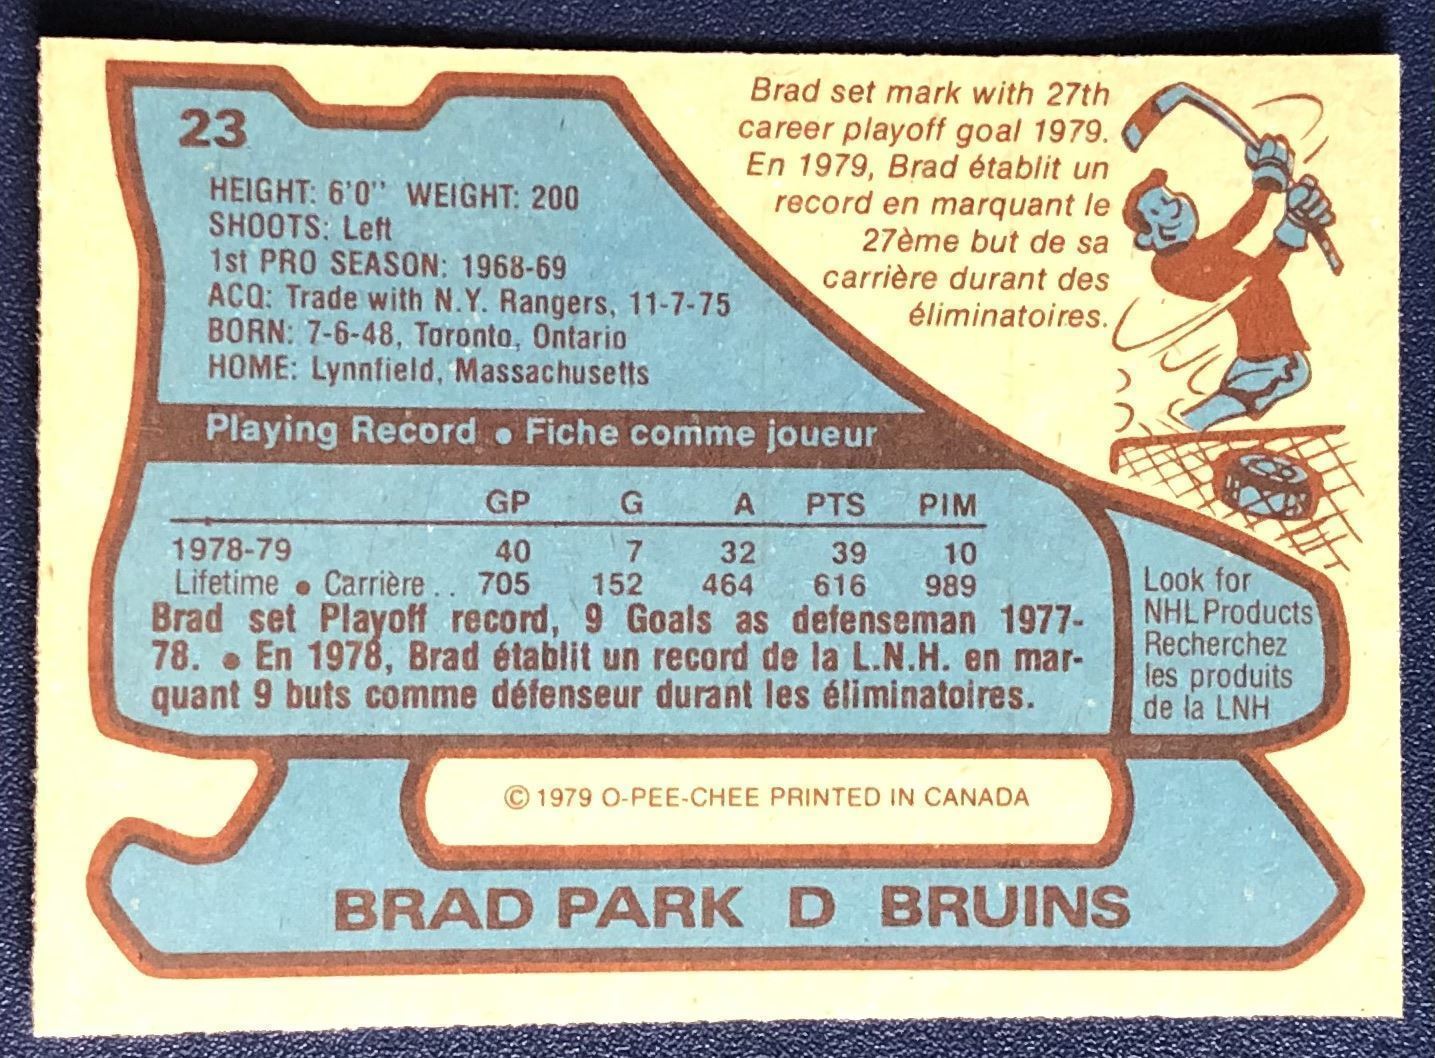 23
HEIGHT: 6'0" WEIGHT: 200
SHOOTS: Left
1st PRO SEASON: 1968-69
ACQ: Trade with N.Y. Rangers, 11-7-75
BORN: 7-6-48, Toronto, Ontario
HOME: Lynnfield, Massachusetts
Brad set mark with 27th
career playoff goal 1979.
En 1979, Brad établit un
record en marquant le
27ème but de sa
carrière durant des
éliminatoires.
Playing Record • Fiche comme joueur
GP G A PTS PIM
1978-79 40 7 32 39 10
Lifetime • Carrière .. 705 152 464 616 989
Brad set Playoff record, 9 Goals as defenseman 1977-
78. • En 1978, Brad établit un record de la L.N.H. en mar-
quant 9 buts comme défenseur durant les éliminatoires.
Look for
NHL Products
Recherchez
les produits
de la LNH
© 1979 O-PEE-CHEE PRINTED IN CANADA
BRAD PARK D BRUINS